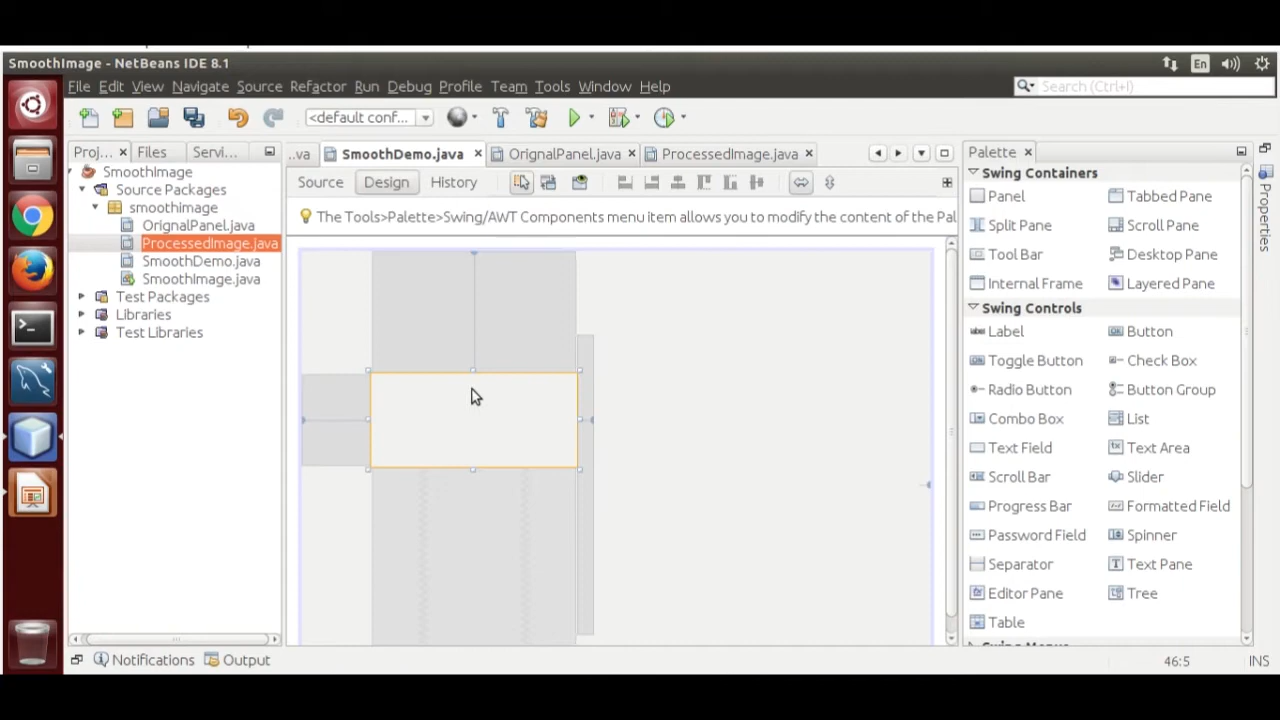 SmoothImage - NetBeans IDE 8.1
En
File Edit View Navigate Source Refactor Run Debug Profile Team Tools Window Help
Search (Ctrl+I)
<default conf...
Proj... Files Servi...
...va SmoothDemo.java OrignalPanel.java ProcessedImage.java
Palette
SmoothImage
Source Packages
smoothimage
OrignalPanel.java
ProcessedImage.java
SmoothDemo.java
SmoothImage.java
Test Packages
Libraries
Test Libraries
Source Design History
The Tools>Palette>Swing/AWT Components menu item allows you to modify the content of the Pal
Swing Containers
Panel Tabbed Pane
Split Pane Scroll Pane
Tool Bar Desktop Pane
Internal Frame Layered Pane
Swing Controls
Label Button
Toggle Button Check Box
Radio Button Button Group
Combo Box List
Text Field Text Area
Scroll Bar Slider
Progress Bar Formatted Field
Password Field Spinner
Separator Text Pane
Editor Pane Tree
Table
Swing Menus
Properties
Notifications Output
46:5 INS